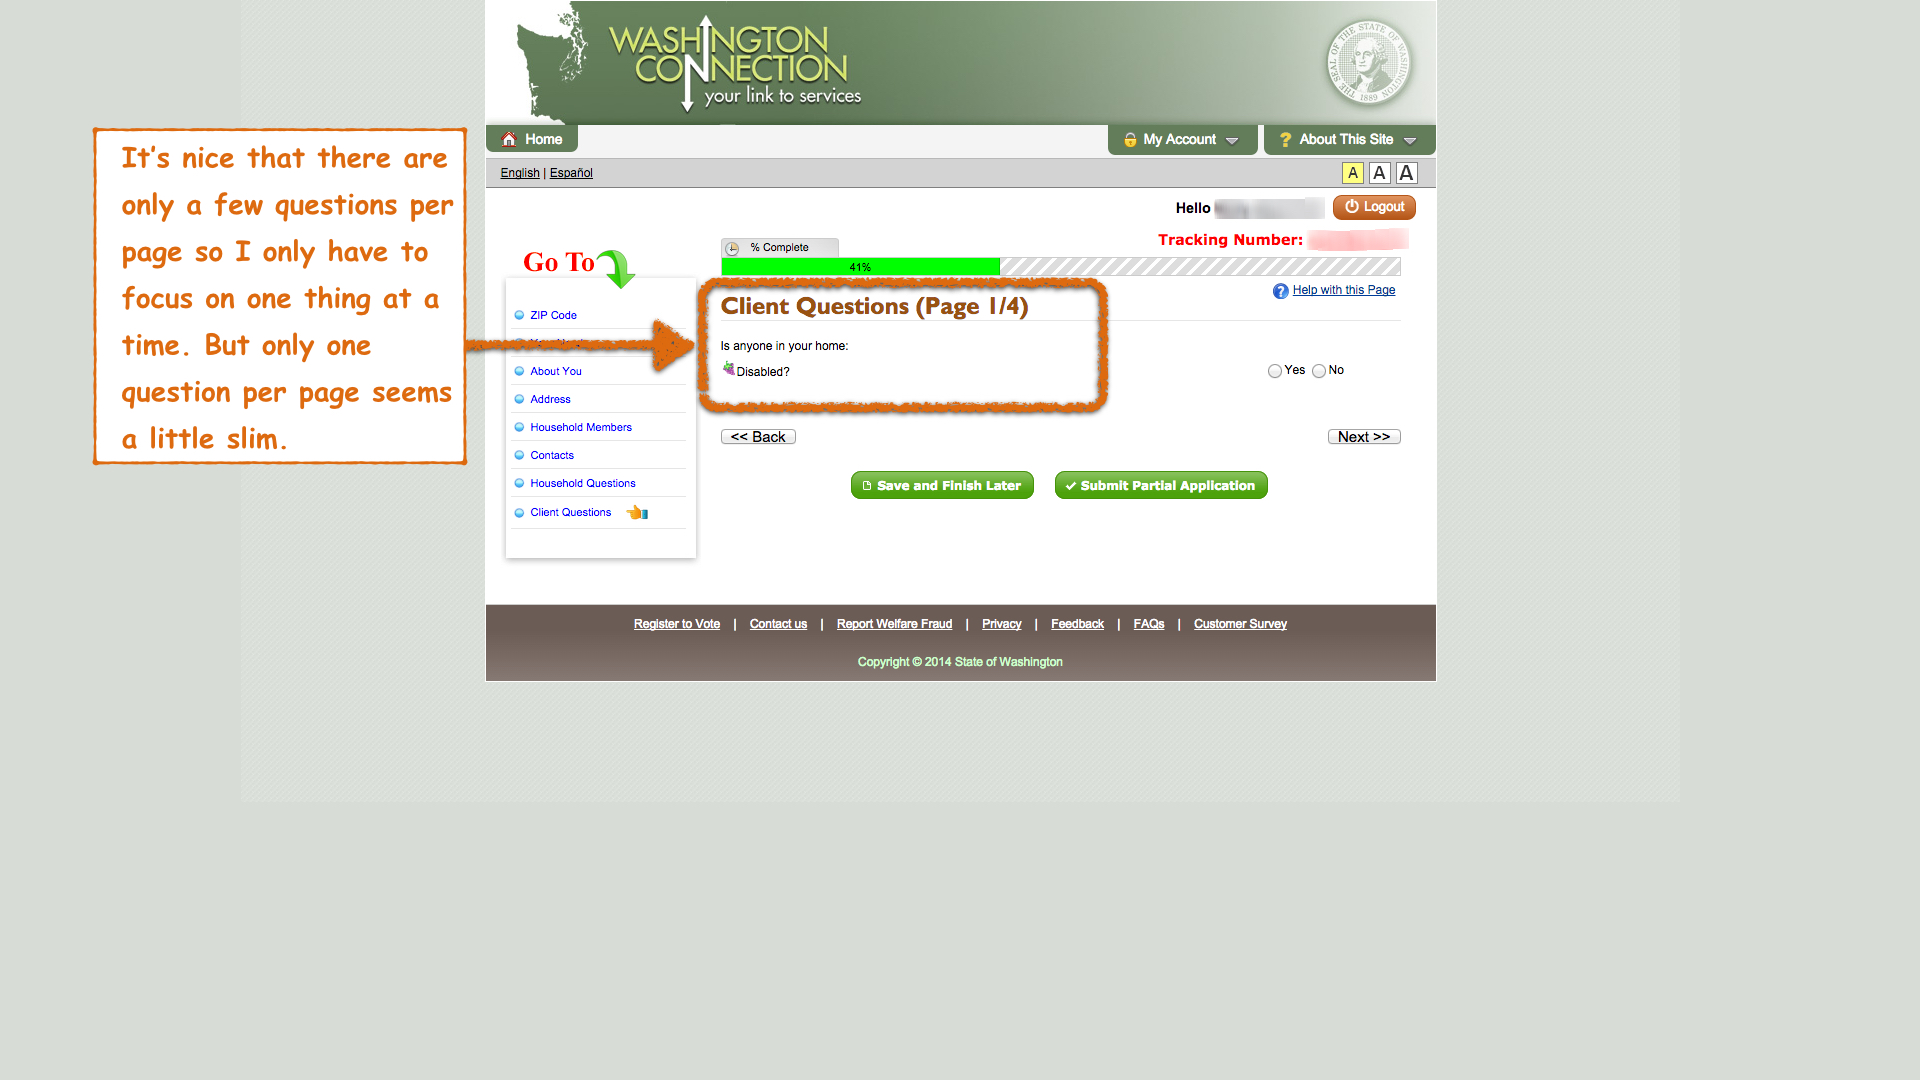 WASHINGTON
CONNECTION
your link to services
THE SEAL OF THE STATE OF WASHINGTON
1889
Home
My Account
About This Site
English | Español
A A A
Hello
Logout
Tracking Number:
It's nice that there are
only a few questions per
page so I only have to
focus on one thing at a
time. But only one
question per page seems
a little slim.
Go To
ZIP Code
About You
Address
Household Members
Contacts
Household Questions
Client Questions
% Complete
41%
Help with this Page
Client Questions (Page 1/4)
Is anyone in your home:
Disabled?
Yes No
<< Back
Next >>
Save and Finish Later
Submit Partial Application
Register to Vote | Contact us | Report Welfare Fraud | Privacy | Feedback | FAQs | Customer Survey
Copyright © 2014 State of Washington